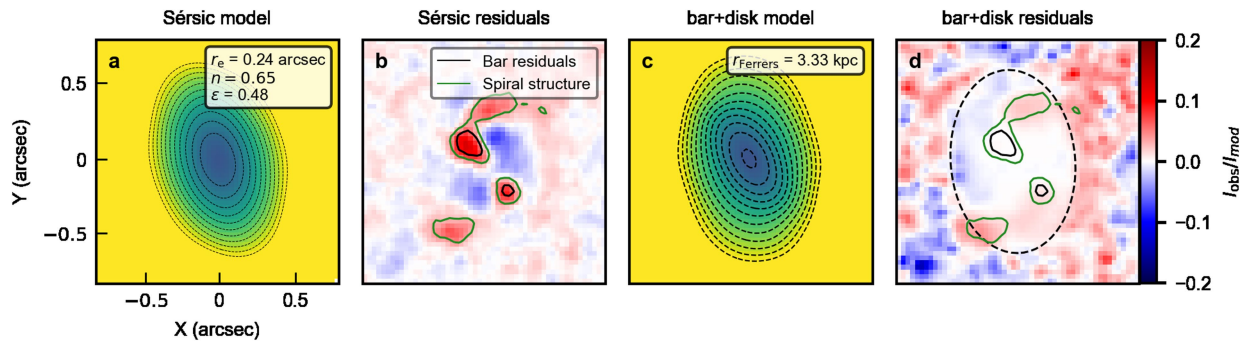 Sérsic model
Sérsic residuals
bar+disk model
bar+disk residuals
a
r_e = 0.24 arcsec
n = 0.65
ε = 0.48
b
Bar residuals
Spiral structure
c
r_Ferrers = 3.33 kpc
d
0.5
0
−0.5
Y (arcsec)
−0.5
0
0.5
X (arcsec)
0.2
0.1
0.0
−0.1
−0.2
I_obs/I_mod